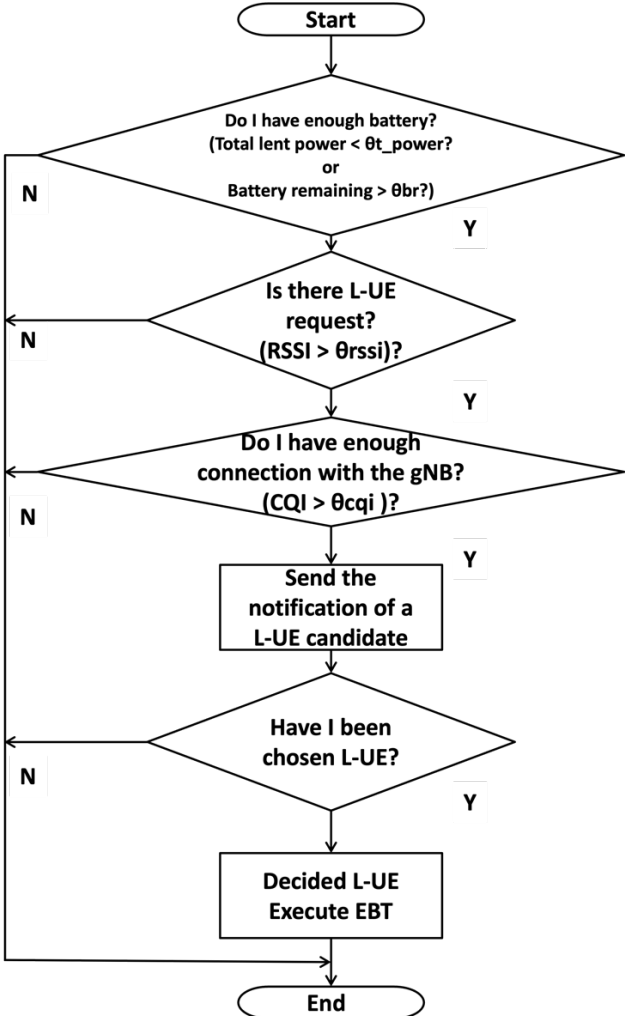 Start
Do I have enough battery?
(Total lent power < θt_power?
or
Battery remaining > θbr?)
N
Y
Is there L-UE
request?
(RSSI > θrssi)?
N
Y
Do I have enough
connection with the gNB?
(CQI > θcqi )?
N
Y
Send the
notification of a
L-UE candidate
Have I been
chosen L-UE?
N
Y
Decided L-UE
Execute EBT
End